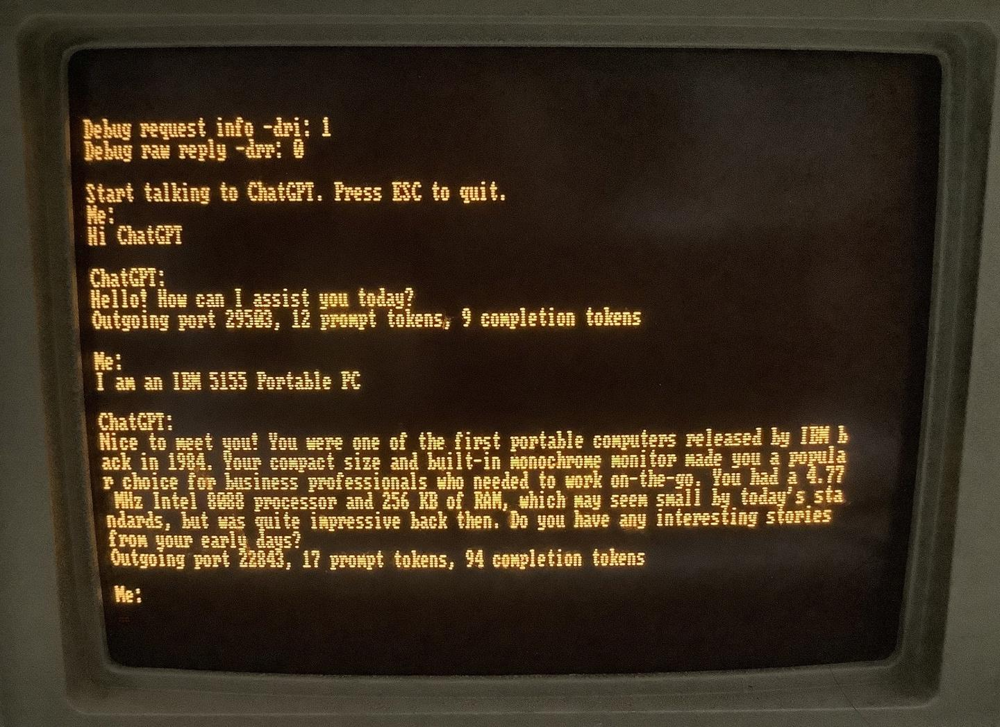 Debug request info -dri: 1
Debug raw reply -drr: 0
Start talking to ChatGPT. Press ESC to quit.
Me:
Hi ChatGPT
ChatGPT:
Hello! How can I assist you today?
Outgoing port 29503, 12 prompt tokens, 9 completion tokens
Me:
I am an IBM 5155 Portable PC
ChatGPT:
Nice to meet you! You were one of the first portable computers released by IBM b
ack in 1984. Your compact size and built-in monochrome monitor made you a popula
r choice for business professionals who needed to work on-the-go. You had a 4.77
MHz Intel 8088 processor and 256 KB of RAM, which may seem small by today's sta
ndards, but was quite impressive back then. Do you have any interesting stories
from your early days?
Outgoing port 22843, 17 prompt tokens, 94 completion tokens
Me: